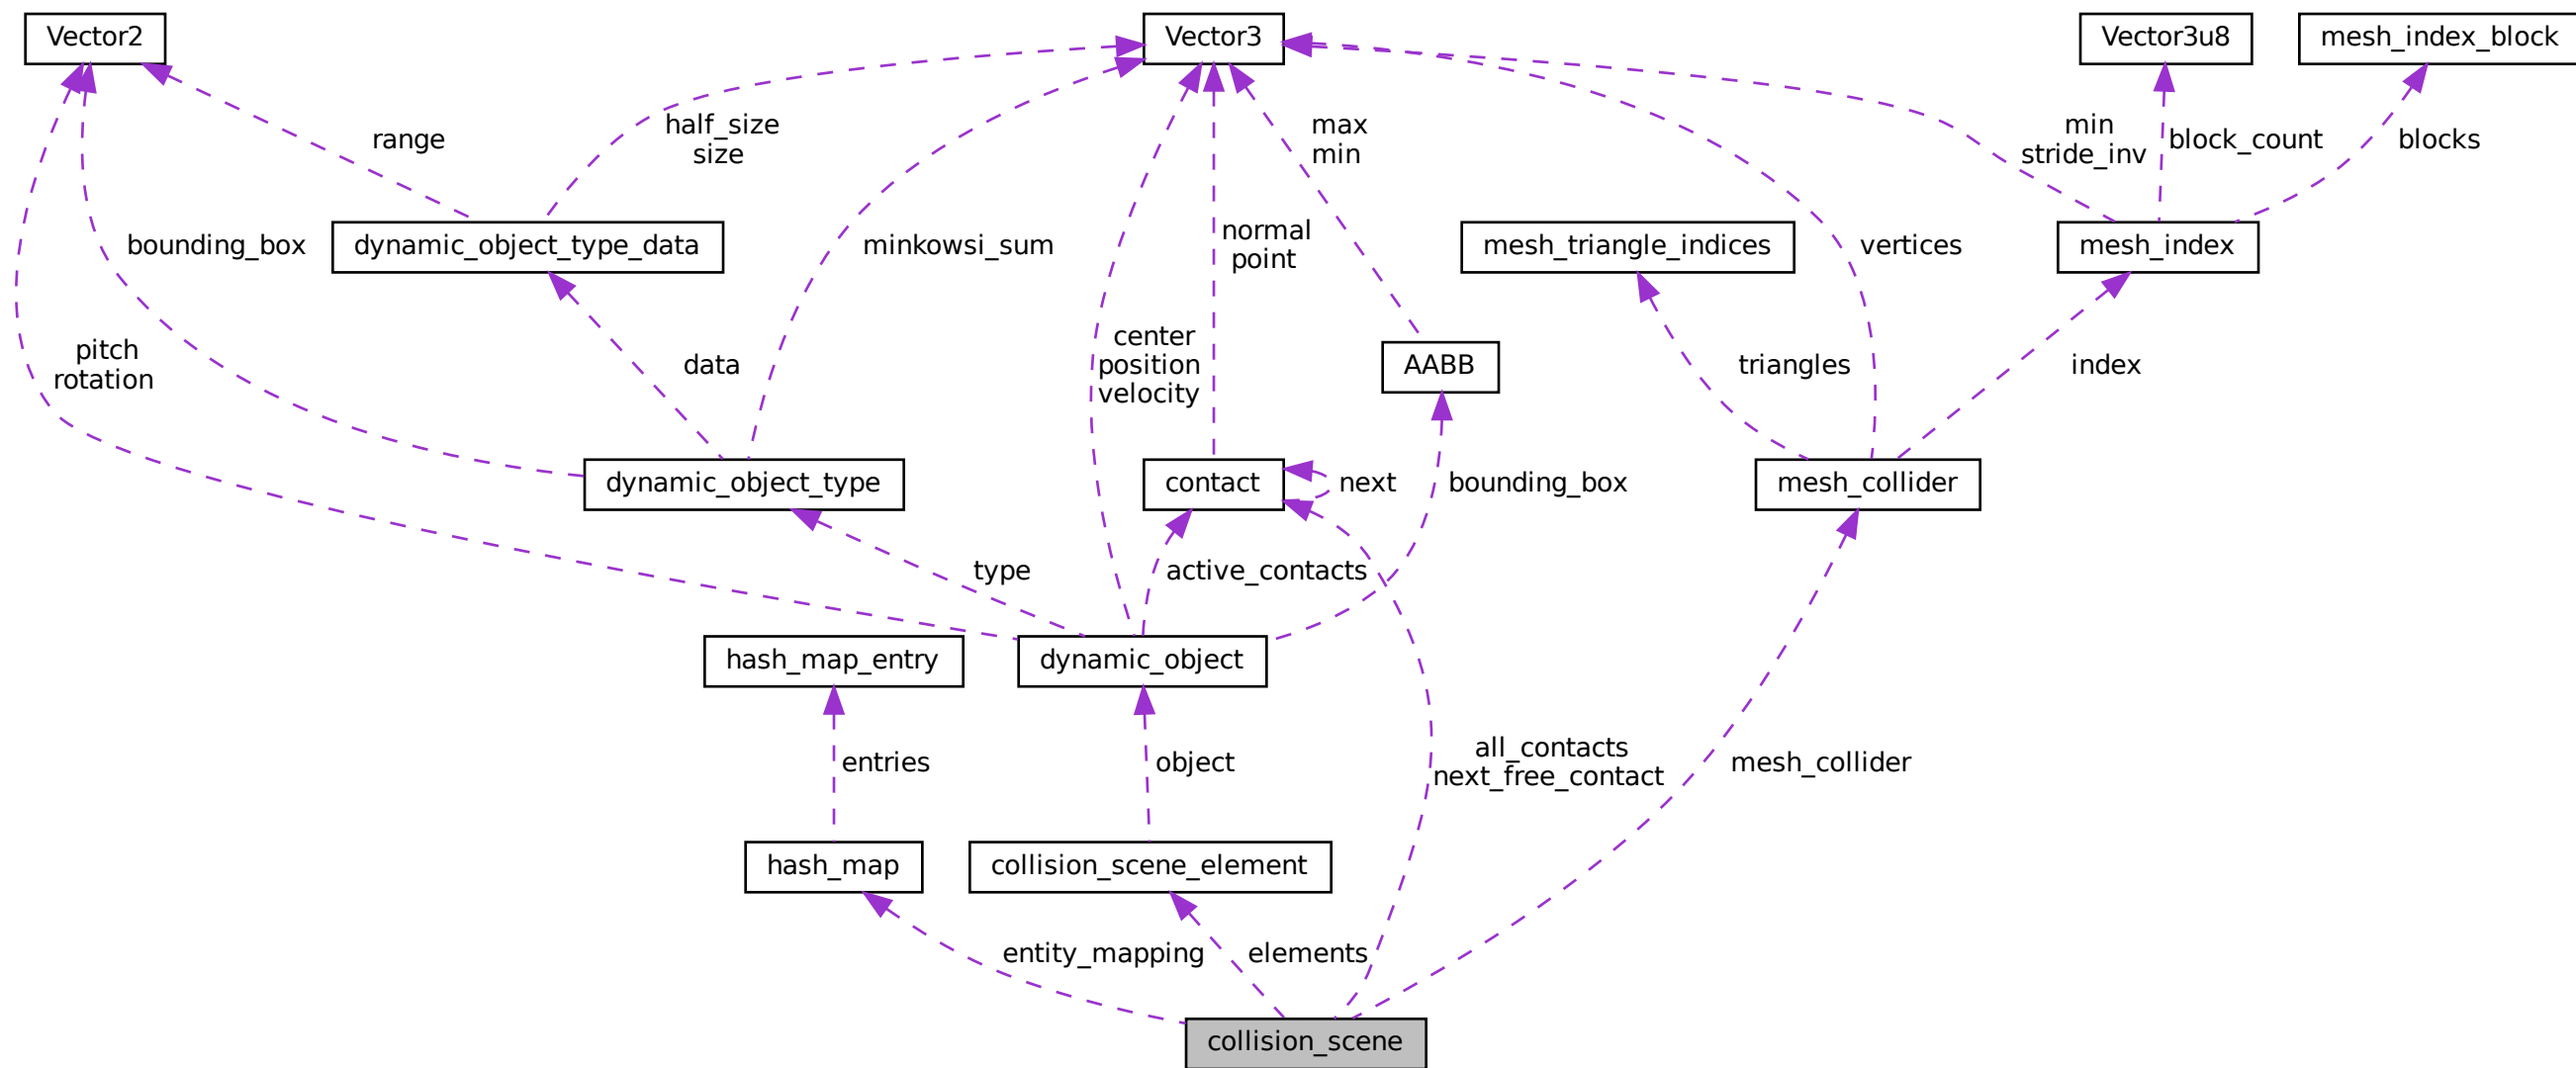 Vector2
Vector3
Vector3u8
mesh_index_block
range
half_size
size
max
min
min
stride_inv
block_count
blocks
bounding_box
dynamic_object_type_data
minkowsi_sum
normal
point
mesh_triangle_indices
vertices
mesh_index
pitch
rotation
data
center
position
velocity
AABB
triangles
index
dynamic_object_type
contact
next
bounding_box
mesh_collider
type
active_contacts
hash_map_entry
dynamic_object
entries
object
all_contacts
next_free_contact
mesh_collider
hash_map
collision_scene_element
entity_mapping
elements
collision_scene